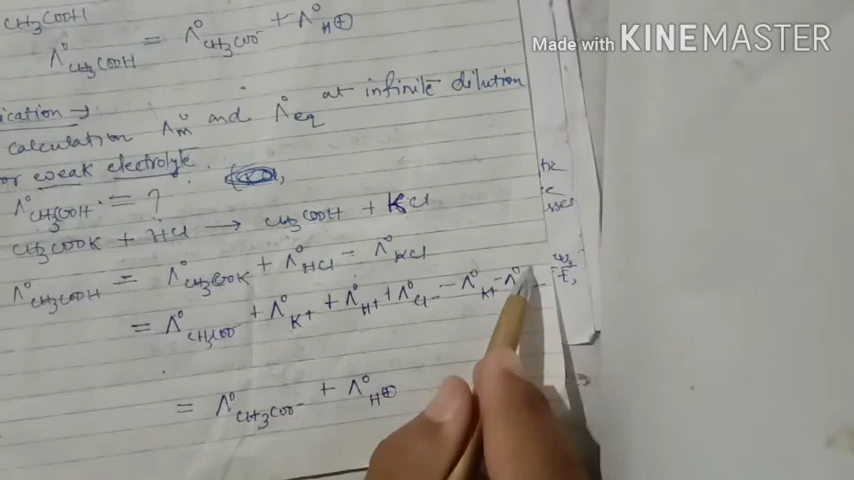 CH3COOH
Made with KINEMASTER
Λ°CH3COOH = Λ°CH3COO- + Λ°H⊕
ication →
calculation Λ°m and Λ°eq at infinite dilution
or weak electrolyte.
Λ°CH3COOH = ?
CH3COOK + HCl → CH3COOH + KCl
Λ°CH3COOH = Λ°CH3COOK + Λ°HCl - Λ°KCl
= Λ°CH3COO- + Λ°K+ + Λ°H+ + Λ°Cl- - Λ°K+ - Λ°
= Λ°CH3COO- + Λ°H⊕